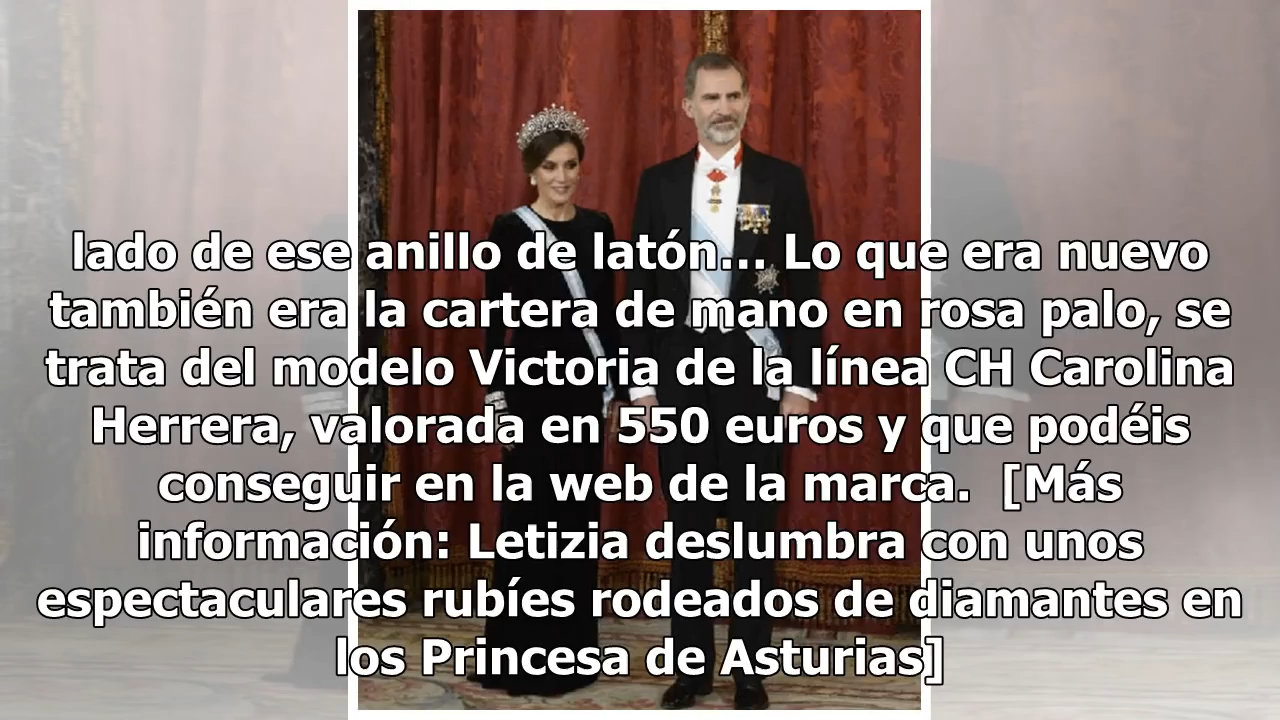 lado de ese anillo de latón... Lo que era nuevo
también era la cartera de mano en rosa palo, se
trata del modelo Victoria de la línea CH Carolina
Herrera, valorada en 550 euros y que podéis
conseguir en la web de la marca.  [Más
información: Letizia deslumbra con unos
espectaculares rubíes rodeados de diamantes en
los Princesa de Asturias]